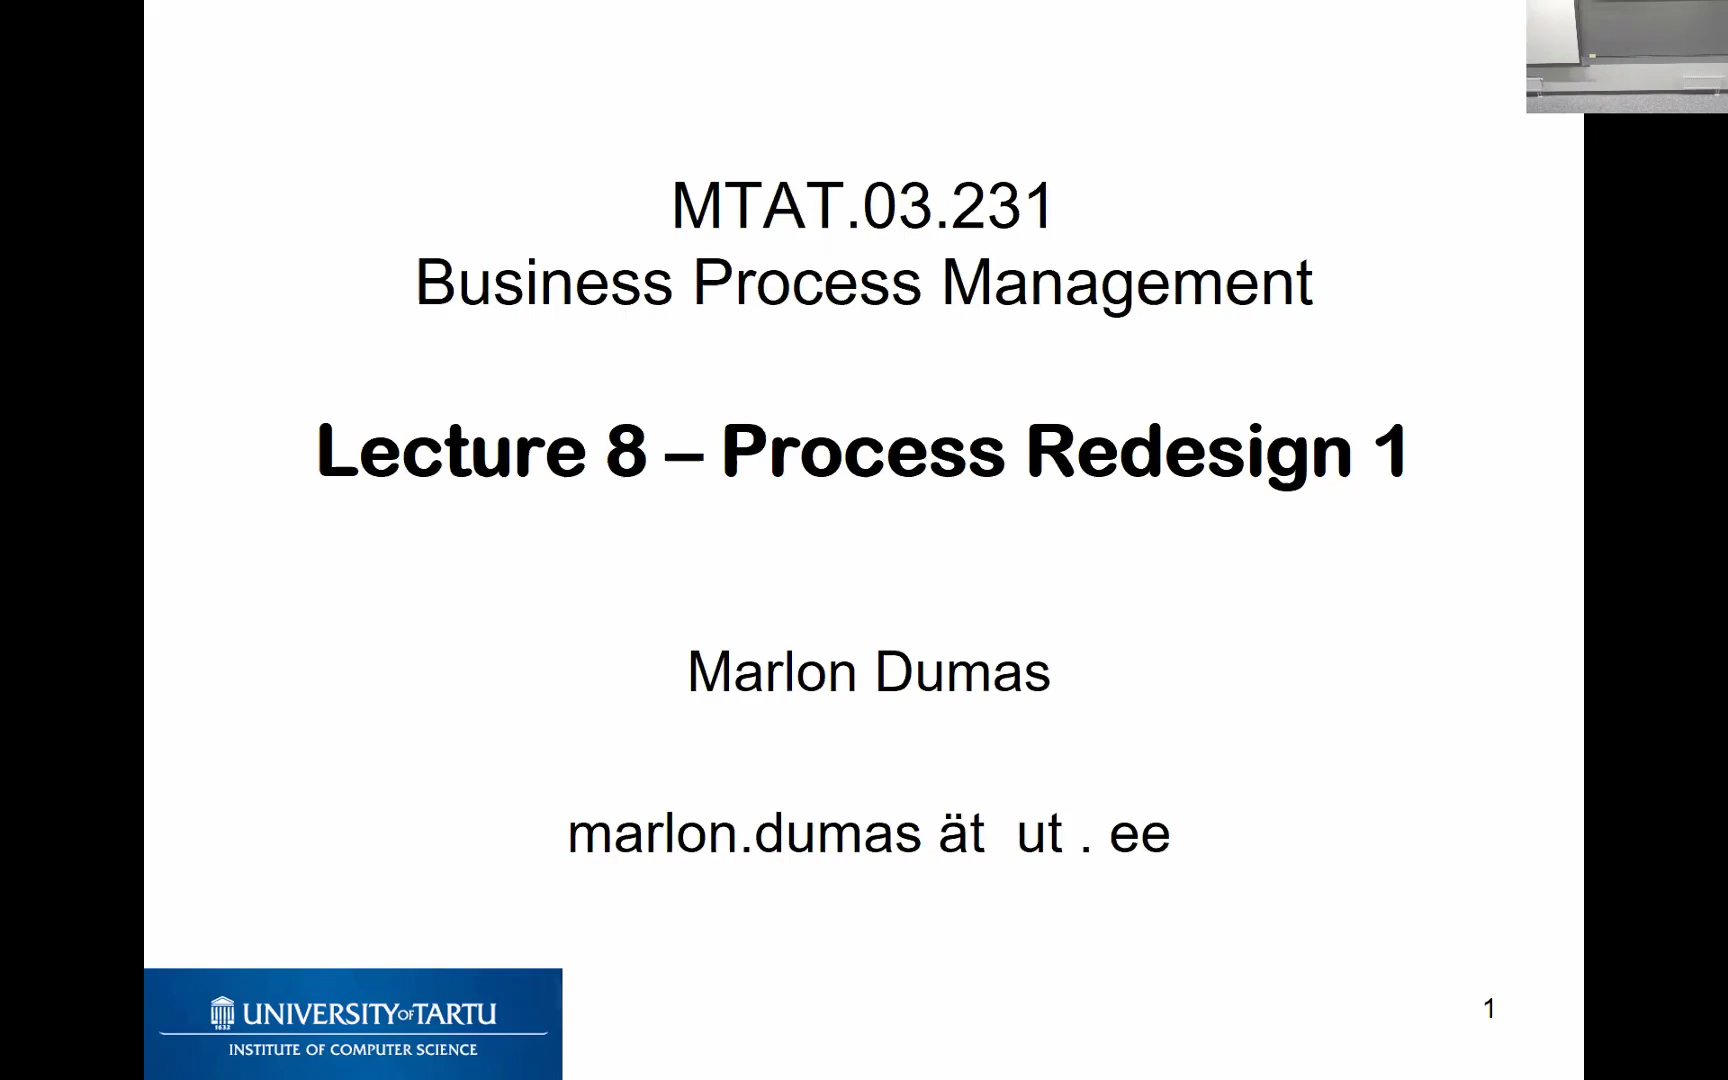 MTAT.03.231
Business Process Management
Lecture 8 – Process Redesign 1
Marlon Dumas
marlon.dumas ät  ut . ee
1632
UNIVERSITY OF TARTU
INSTITUTE OF COMPUTER SCIENCE
1